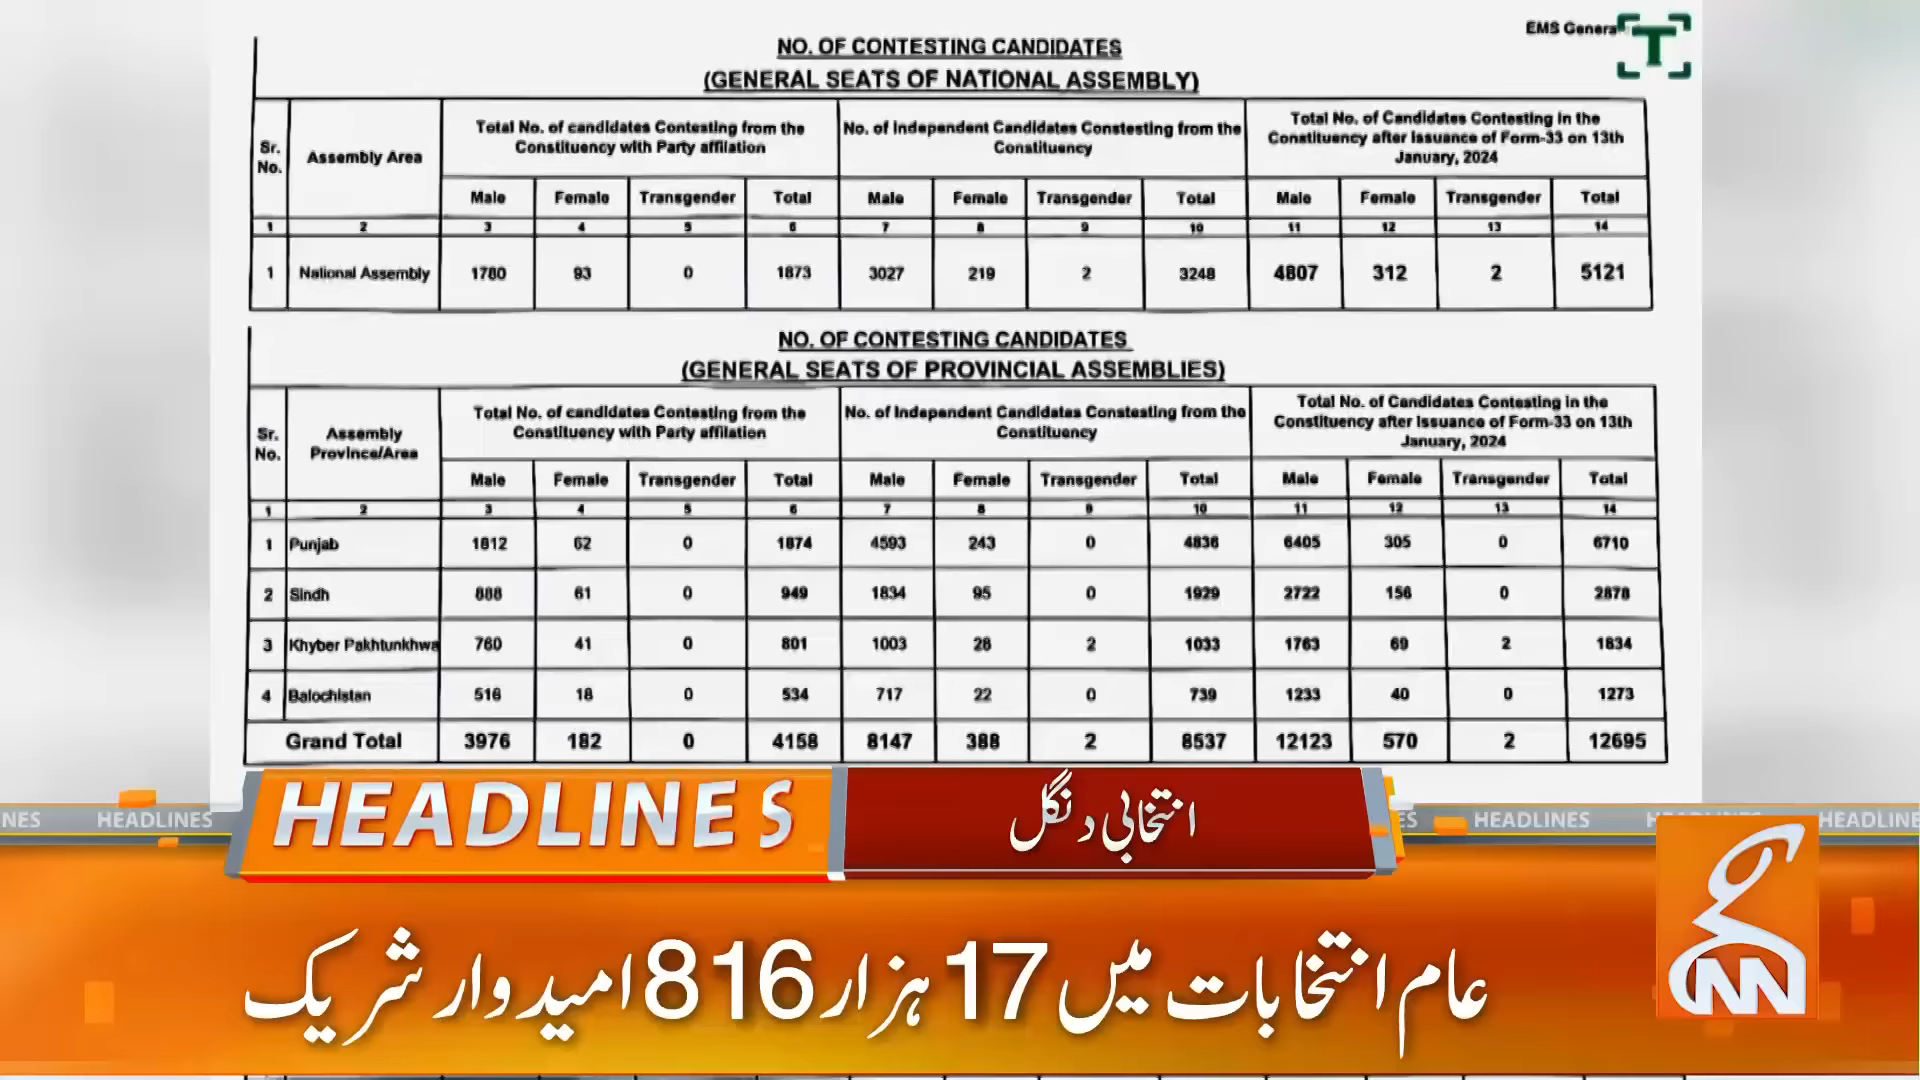 EMS Genera
T
NO. OF CONTESTING CANDIDATES
(GENERAL SEATS OF NATIONAL ASSEMBLY)
Sr. No. Assembly Area Total No. of candidates Contesting from the Constituency with Party affilation No. of Independent Candidates Constesting from the Constituency Total No. of Candidates Contesting in the Constituency after Issuance of Form-33 on 13th January, 2024
Male Female Transgender Total Male Female Transgender Total Male Female Transgender Total
1 2 3 4 5 6 7 8 9 10 11 12 13 14
1 National Assembly 1780 93 0 1873 3027 219 2 3248 4807 312 2 5121
NO. OF CONTESTING CANDIDATES
(GENERAL SEATS OF PROVINCIAL ASSEMBLIES)
Sr. No. Assembly Province/Area Total No. of candidates Contesting from the Constituency with Party affilation No. of Independent Candidates Constesting from the Constituency Total No. of Candidates Contesting in the Constituency after Issuance of Form-33 on 13th January, 2024
Male Female Transgender Total Male Female Transgender Total Male Female Transgender Total
1 2 3 4 5 6 7 8 9 10 11 12 13 14
1 Punjab 1812 62 0 1874 4593 243 0 4836 6405 305 0 6710
2 Sindh 888 61 0 949 1834 95 0 1929 2722 156 0 2878
3 Khyber Pakhtunkhwa 760 41 0 801 1003 28 2 1033 1763 69 2 1834
4 Balochistan 516 18 0 534 717 22 0 739 1233 40 0 1273
Grand Total 3976 182 0 4158 8147 388 2 8537 12123 570 2 12695
HEADLINES انتخابی دنگل
NES HEADLINES ES HEADLINES HEADLINE
عام انتخابات میں 17 ہزار 816 امیدوار شریک
GNN